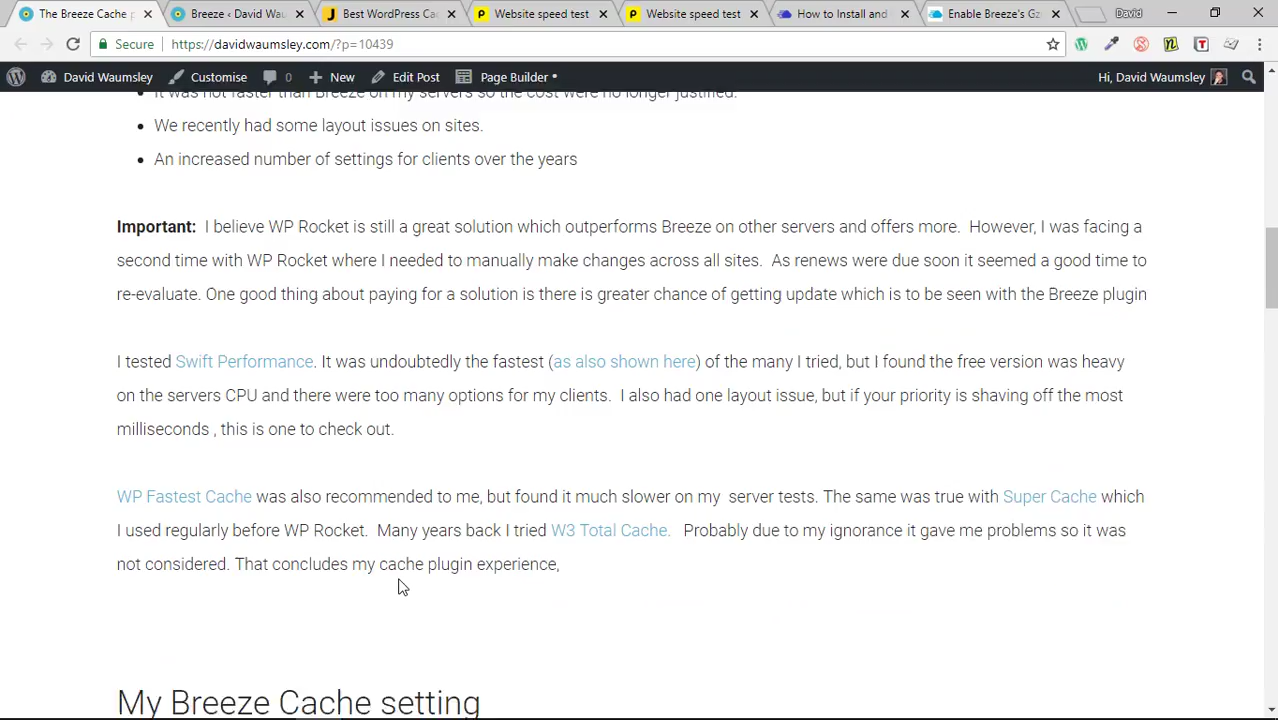 The Breeze Cache p
Breeze ‹ David Wau
Best WordPress Ca
Website speed test
Website speed test
How to Install and
Enable Breeze's Gz
David
Secure
https://davidwaumsley.com/?p=10439
David Waumsley
Customise
0
New
Edit Post
Page Builder
Hi, David Waumsley
It was not faster than Breeze on my servers so the cost were no longer justified.
We recently had some layout issues on sites.
An increased number of settings for clients over the years
Important: I believe WP Rocket is still a great solution which outperforms Breeze on other servers and offers more. However, I was facing a
second time with WP Rocket where I needed to manually make changes across all sites. As renews were due soon it seemed a good time to
re-evaluate. One good thing about paying for a solution is there is greater chance of getting update which is to be seen with the Breeze plugin
I tested Swift Performance. It was undoubtedly the fastest (as also shown here) of the many I tried, but I found the free version was heavy
on the servers CPU and there were too many options for my clients. I also had one layout issue, but if your priority is shaving off the most
milliseconds , this is one to check out.
WP Fastest Cache was also recommended to me, but found it much slower on my server tests. The same was true with Super Cache which
I used regularly before WP Rocket. Many years back I tried W3 Total Cache. Probably due to my ignorance it gave me problems so it was
not considered. That concludes my cache plugin experience,
My Breeze Cache setting